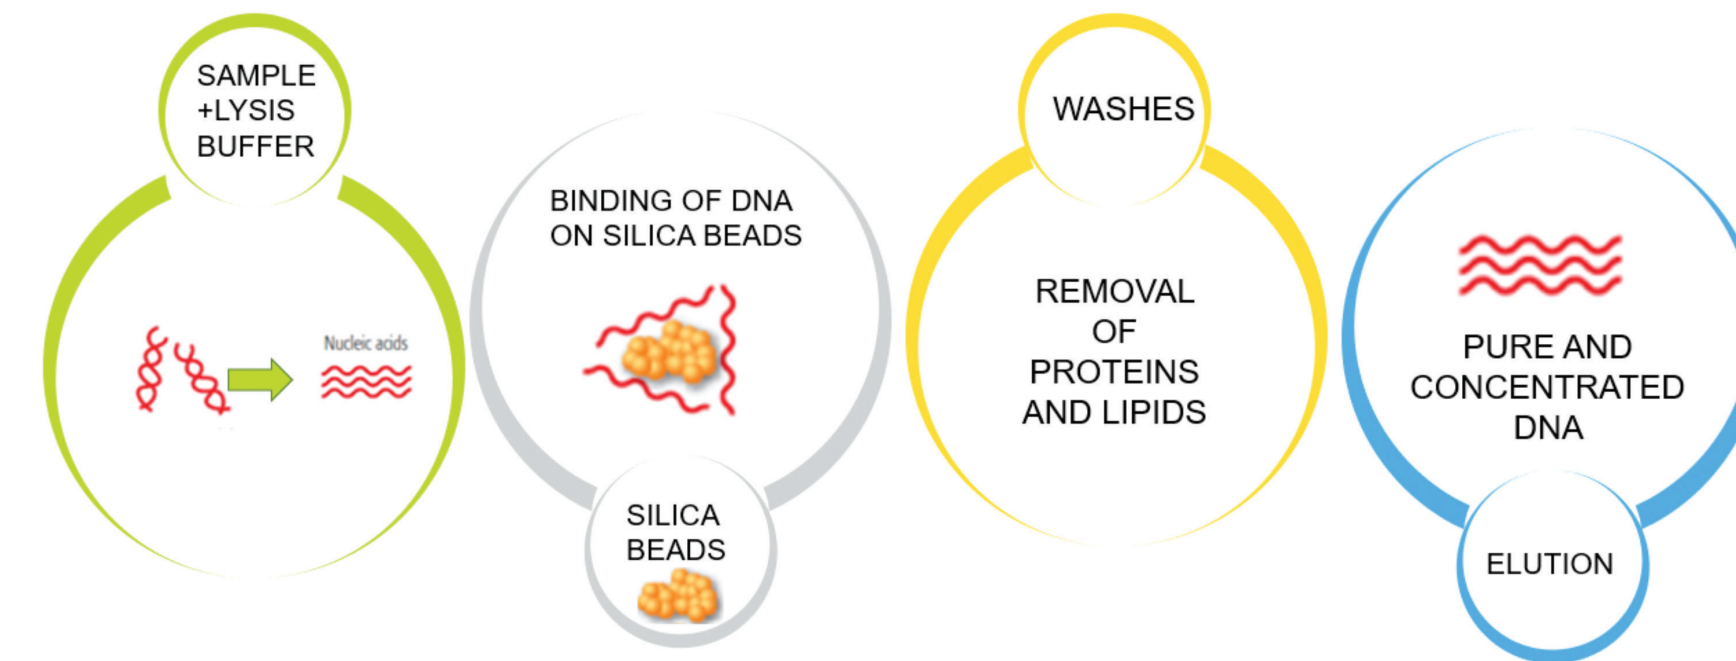 SAMPLE
+LYSIS
BUFFER
Nucleic acids
BINDING OF DNA
ON SILICA BEADS
SILICA
BEADS
WASHES
REMOVAL
OF
PROTEINS
AND LIPIDS
PURE AND
CONCENTRATED
DNA
ELUTION